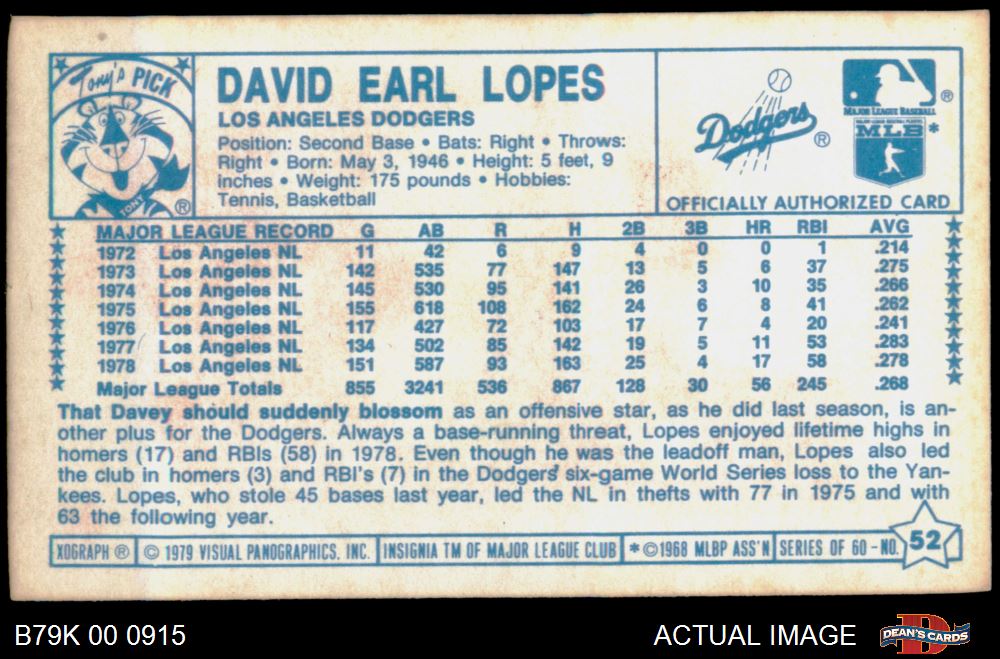 Tony's PICK
TONY
®
DAVID EARL LOPES
LOS ANGELES DODGERS
Position: Second Base • Bats: Right • Throws:
Right • Born: May 3, 1946 • Height: 5 feet, 9
inches • Weight: 175 pounds • Hobbies:
Tennis, Basketball
Dodgers ®
®
MAJOR LEAGUE BASEBALL
MLB *
OFFICIALLY AUTHORIZED CARD
MAJOR LEAGUE RECORD G AB R H 2B 3B HR RBI AVG
1972 Los Angeles NL 11 42 6 9 4 0 0 1 .214
1973 Los Angeles NL 142 535 77 147 13 5 6 37 .275
1974 Los Angeles NL 145 530 95 141 26 3 10 35 .266
1975 Los Angeles NL 155 618 108 162 24 6 8 41 .262
1976 Los Angeles NL 117 427 72 103 17 7 4 20 .241
1977 Los Angeles NL 134 502 85 142 19 5 11 53 .283
1978 Los Angeles NL 151 587 93 163 25 4 17 58 .278
Major League Totals 855 3241 536 867 128 30 56 245 .268
That Davey should suddenly blossom as an offensive star, as he did last season, is an-
other plus for the Dodgers. Always a base-running threat, Lopes enjoyed lifetime highs in
homers (17) and RBIs (58) in 1978. Even though he was the leadoff man, Lopes also led
the club in homers (3) and RBI's (7) in the Dodgers' six-game World Series loss to the Yan-
kees. Lopes, who stole 45 bases last year, led the NL in thefts with 77 in 1975 and with
63 the following year.
XOGRAPH ® © 1979 VISUAL PANOGRAPHICS, INC. INSIGNIA TM OF MAJOR LEAGUE CLUB * © 1968 MLBP ASS'N SERIES OF 60 - NO. 52
B79K 00 0915
ACTUAL IMAGE
DEAN'S CARDS